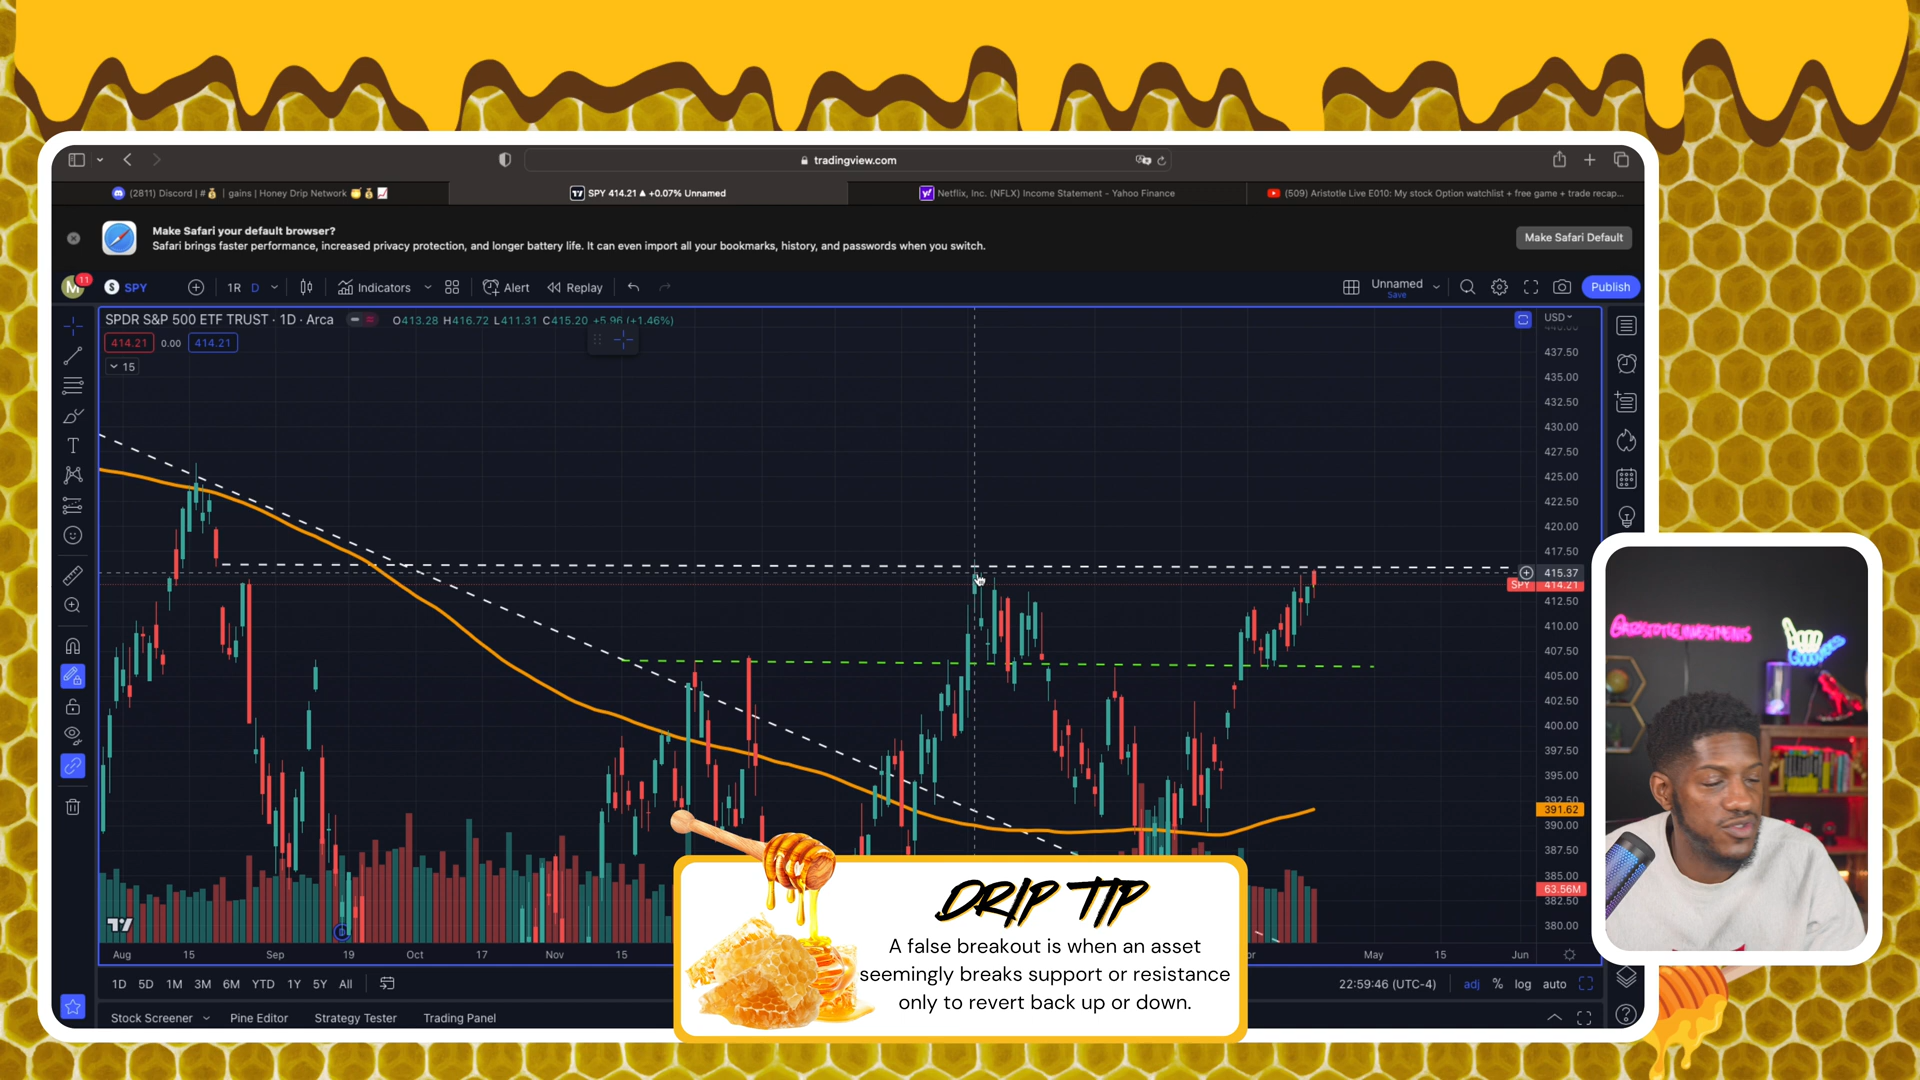 tradingview.com
(2811) Discord | #💰 | gains | Honey Drip Network 🍯💰📈
SPY 414.21 ▲ +0.07% Unnamed
Netflix, Inc. (NFLX) Income Statement - Yahoo Finance
(509) Aristotle Live E010: My stock Option watchlist + free game + trade recap...
Make Safari your default browser?
Safari brings faster performance, increased privacy protection, and longer battery life. It can even import all your bookmarks, history, and passwords when you switch.
Make Safari Default
M 11
SPY
1R D
Indicators
Alert
Replay
Unnamed
Save
Publish
SPDR S&P 500 ETF TRUST · 1D · Arca
O413.28 H416.72 L411.31 C415.20 +5.96 (+1.46%)
USD
414.21 0.00 414.21
15
437.50
435.00
432.50
430.00
427.50
425.00
422.50
420.00
417.50
415.37
SPY 414.21
412.50
410.00
407.50
405.00
402.50
400.00
397.50
395.00
392.50
391.62
390.00
387.50
385.00
63.56M
382.50
380.00
Aug 15 Sep 19 Oct 17 Nov 15 May 15 Jun
1D 5D 1M 3M 6M YTD 1Y 5Y All
22:59:46 (UTC-4) adj % log auto
Stock Screener Pine Editor Strategy Tester Trading Panel
DRIP TIP
A false breakout is when an asset
seemingly breaks support or resistance
only to revert back up or down.